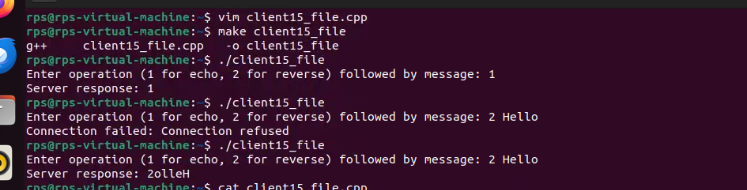 rps@rps-virtual-machine:~$ vim client15_file.cpp
rps@rps-virtual-machine:~$ make client15_file
g++     client15_file.cpp   -o client15_file
rps@rps-virtual-machine:~$ ./client15_file
Enter operation (1 for echo, 2 for reverse) followed by message: 1
Server response: 1
rps@rps-virtual-machine:~$ ./client15_file
Enter operation (1 for echo, 2 for reverse) followed by message: 2 Hello
Connection failed: Connection refused
rps@rps-virtual-machine:~$ ./client15_file
Enter operation (1 for echo, 2 for reverse) followed by message: 2 Hello
Server response: 2olleH
rps@rps-virtual-machine:~$ cat client15_file.cpp